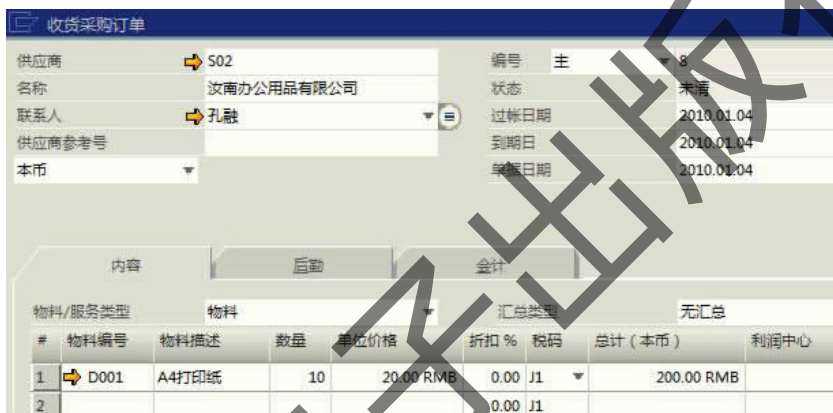 收货采购订单
供应商 S02 编号 主 8
名称 汝南办公用品有限公司 状态 未清
联系人 孔融 过帐日期 2010.01.04
供应商参考号 到期日 2010.01.04
本币 单据日期 2010.01.04
内容 后勤 会计
物料/服务类型 物料 汇总类型 无汇总
# 物料编号 物料描述 数量 单位价格 折扣 % 税码 总计(本币) 利润中心
1 D001 A4打印纸 10 20.00 RMB 0.00 J1 200.00 RMB
2 0.00 J1
子出版